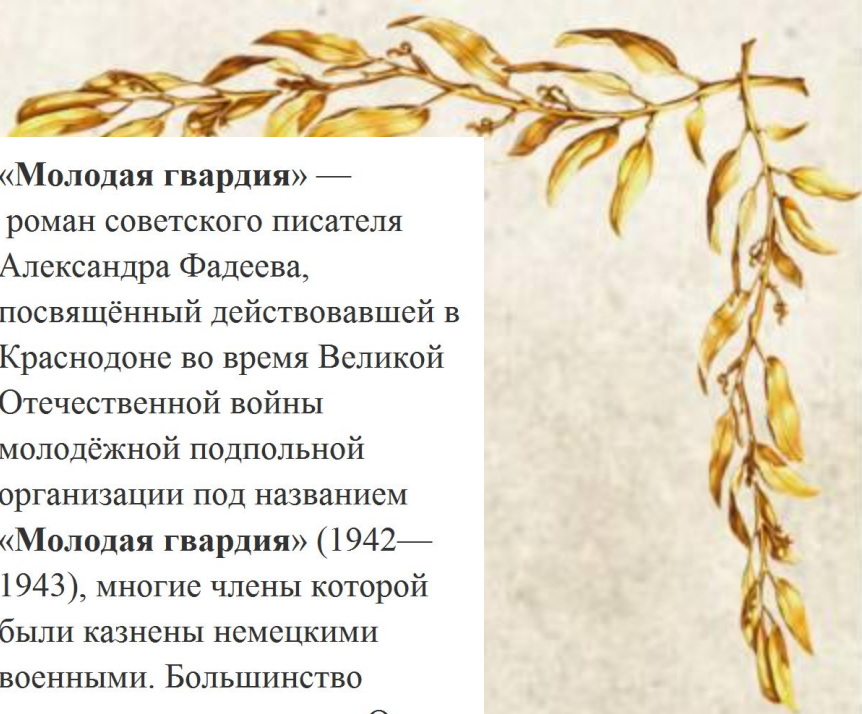 «Молодая гвардия» —
роман советского писателя
Александра Фадеева,
посвящённый действовавшей в
Краснодоне во время Великой
Отечественной войны
молодёжной подпольной
организации под названием
«Молодая гвардия» (1942—
1943), многие члены которой
были казнены немецкими
военными. Большинство